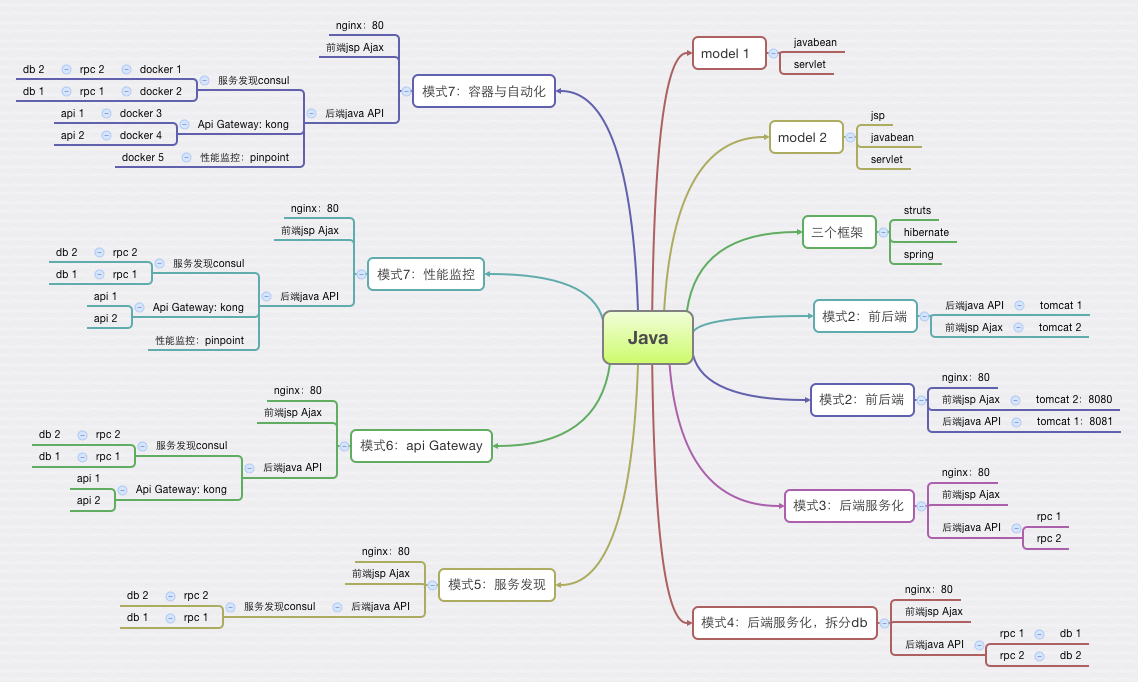 Java
model 1
javabean
servlet
model 2
jsp
javabean
servlet
三个框架
struts
hibernate
spring
模式2：前后端
后端java API
tomcat 1
前端jsp Ajax
tomcat 2
模式2：前后端
nginx：80
前端jsp Ajax
tomcat 2：8080
后端java API
tomcat 1：8081
模式3：后端服务化
nginx：80
前端jsp Ajax
后端java API
rpc 1
rpc 2
模式4：后端服务化，拆分db
nginx：80
前端jsp Ajax
后端java API
rpc 1
db 1
rpc 2
db 2
模式5：服务发现
nginx：80
前端jsp Ajax
后端java API
服务发现consul
rpc 2
db 2
rpc 1
db 1
模式6：api Gateway
nginx：80
前端jsp Ajax
后端java API
服务发现consul
rpc 2
db 2
rpc 1
db 1
Api Gateway: kong
api 1
api 2
模式7：性能监控
nginx：80
前端jsp Ajax
后端java API
服务发现consul
rpc 2
db 2
rpc 1
db 1
Api Gateway: kong
api 1
api 2
性能监控：pinpoint
模式7：容器与自动化
nginx：80
前端jsp Ajax
后端java API
服务发现consul
docker 1
rpc 2
db 2
docker 2
rpc 1
db 1
Api Gateway: kong
docker 3
api 1
docker 4
api 2
性能监控：pinpoint
docker 5